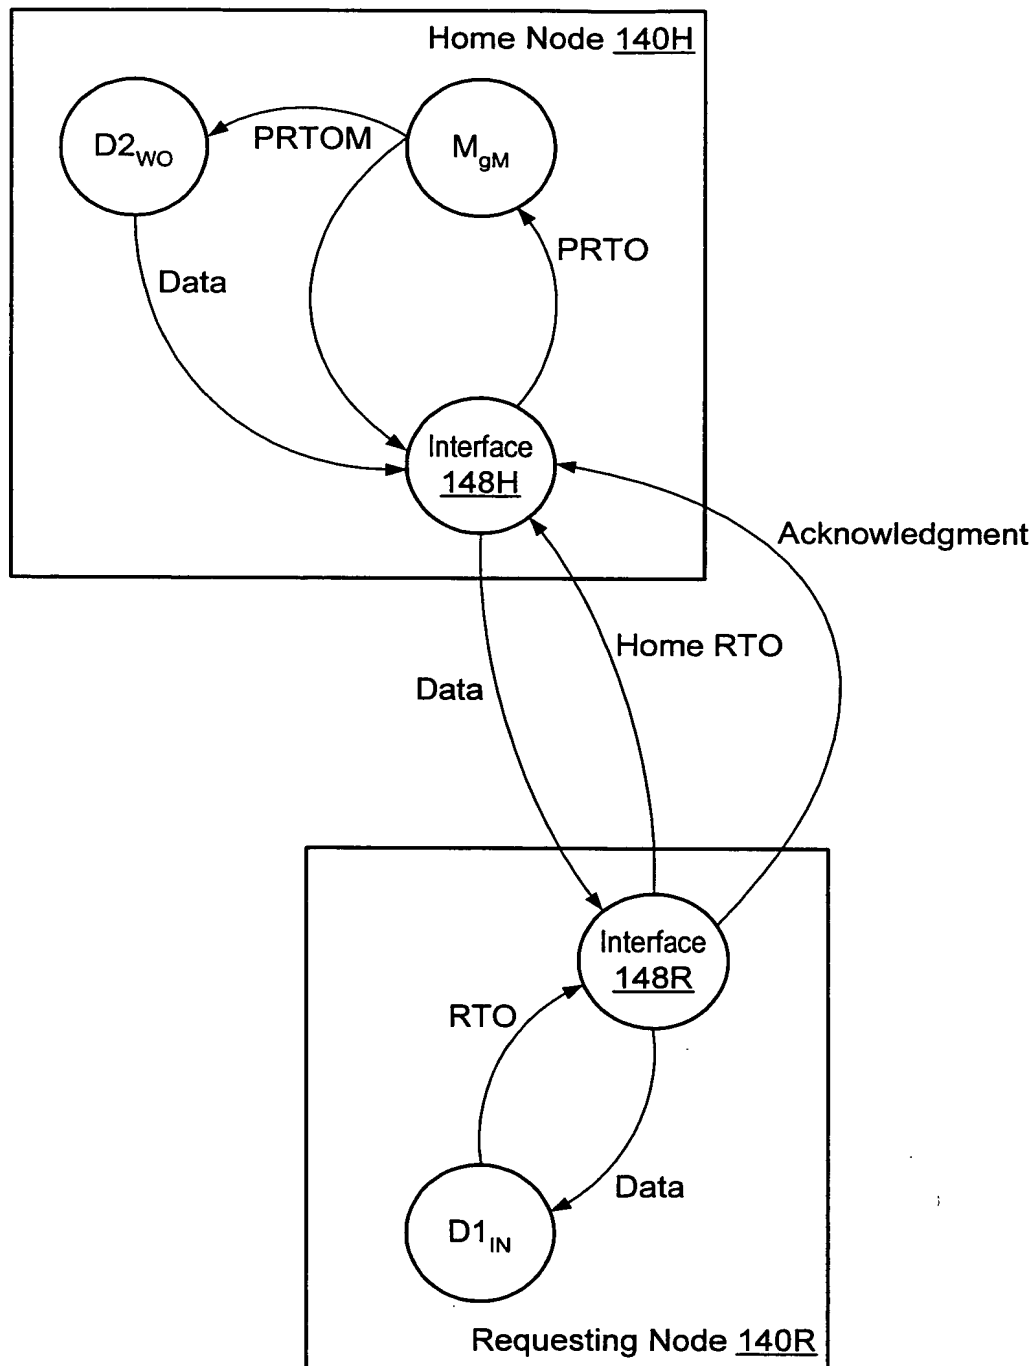 Home Node 140H
D2WO
PRTOM
MgM
PRTO
Data
Interface
148H
Acknowledgment
Home RTO
Data
Interface
148R
RTO
Data
D1IN
Requesting Node 140R